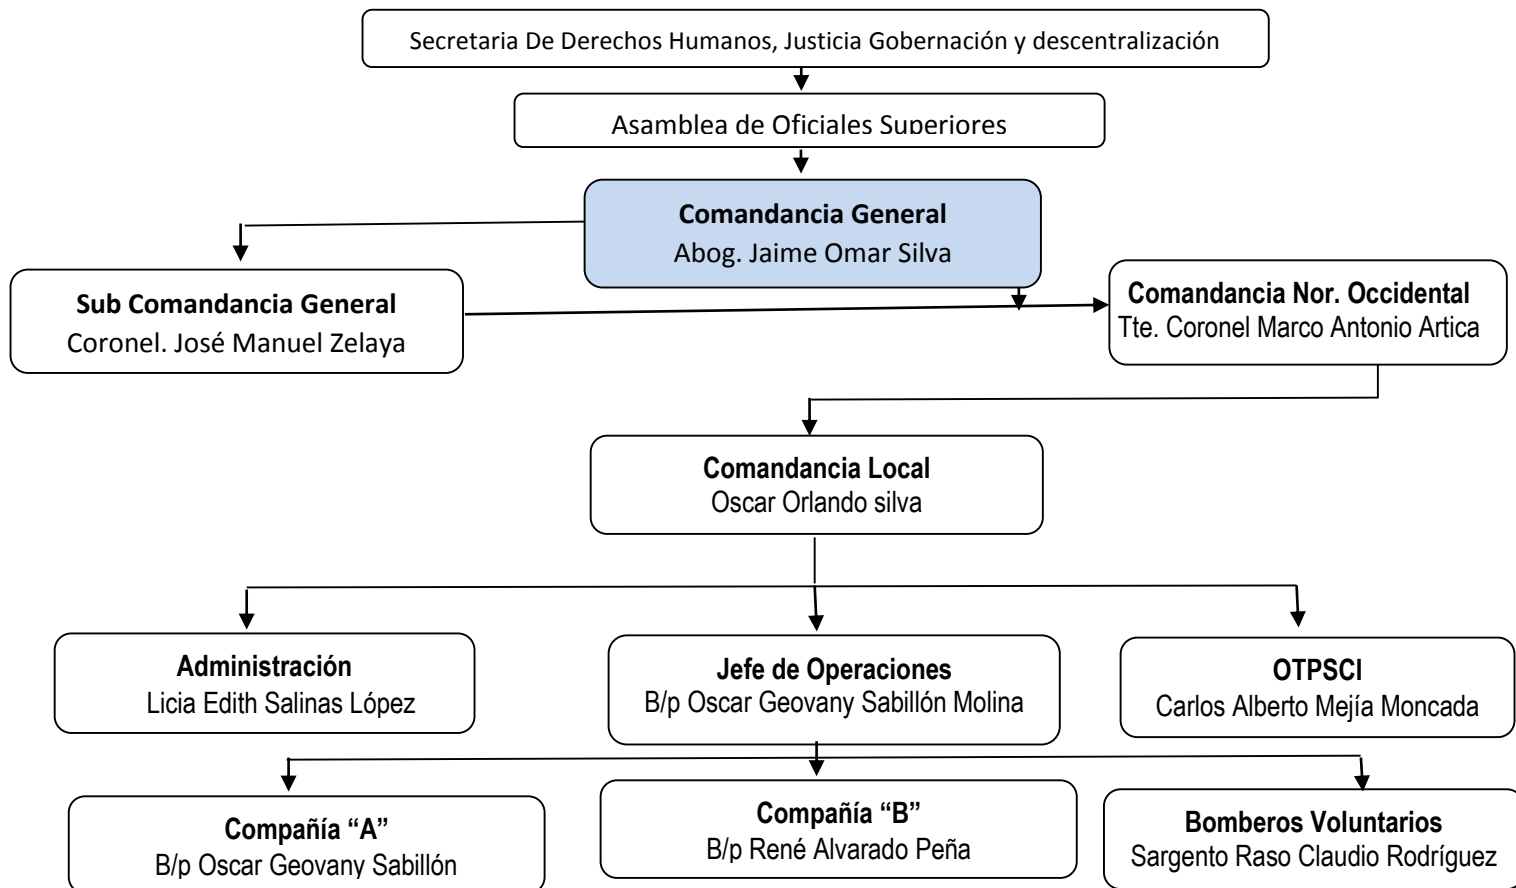 Secretaria De Derechos Humanos, Justicia Gobernación y descentralización
Asamblea de Oficiales Superiores
Comandancia General
Abog. Jaime Omar Silva
Sub Comandancia General
Coronel. José Manuel Zelaya
Comandancia Nor. Occidental
Tte. Coronel Marco Antonio Artica
Comandancia Local
Oscar Orlando silva
Administración
Licia Edith Salinas López
Jefe de Operaciones
B/p Oscar Geovany Sabillón Molina
OTPSCI
Carlos Alberto Mejía Moncada
Compañía “A”
B/p Oscar Geovany Sabillón
Compañía “B”
B/p René Alvarado Peña
Bomberos Voluntarios
Sargento Raso Claudio Rodríguez